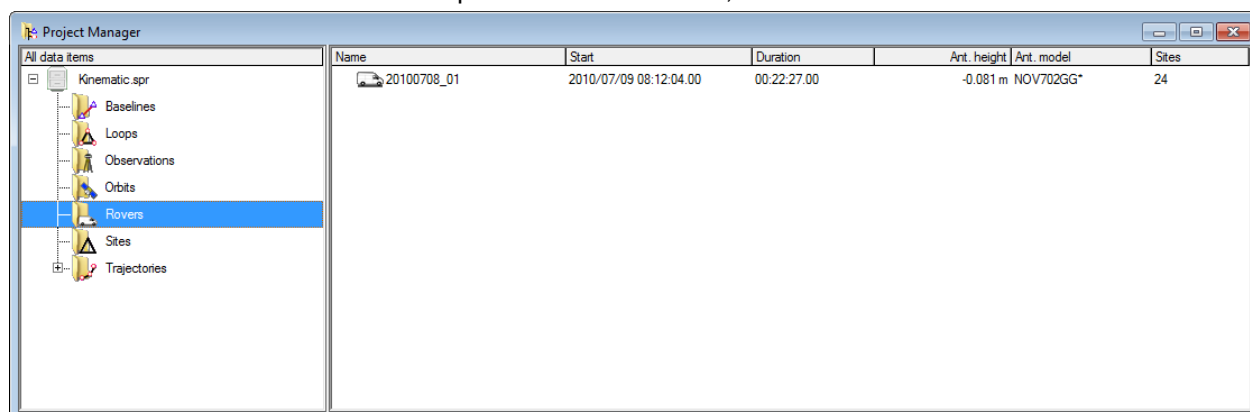 Project Manager
All data items
Name Start Duration Ant. height Ant. model Sites
Kinematic.spr
20100708_01 2010/07/09 08:12:04.00 00:22:27.00 -0.081 m NOV702GG* 24
Baselines
Loops
Observations
Orbits
Rovers
Sites
Trajectories